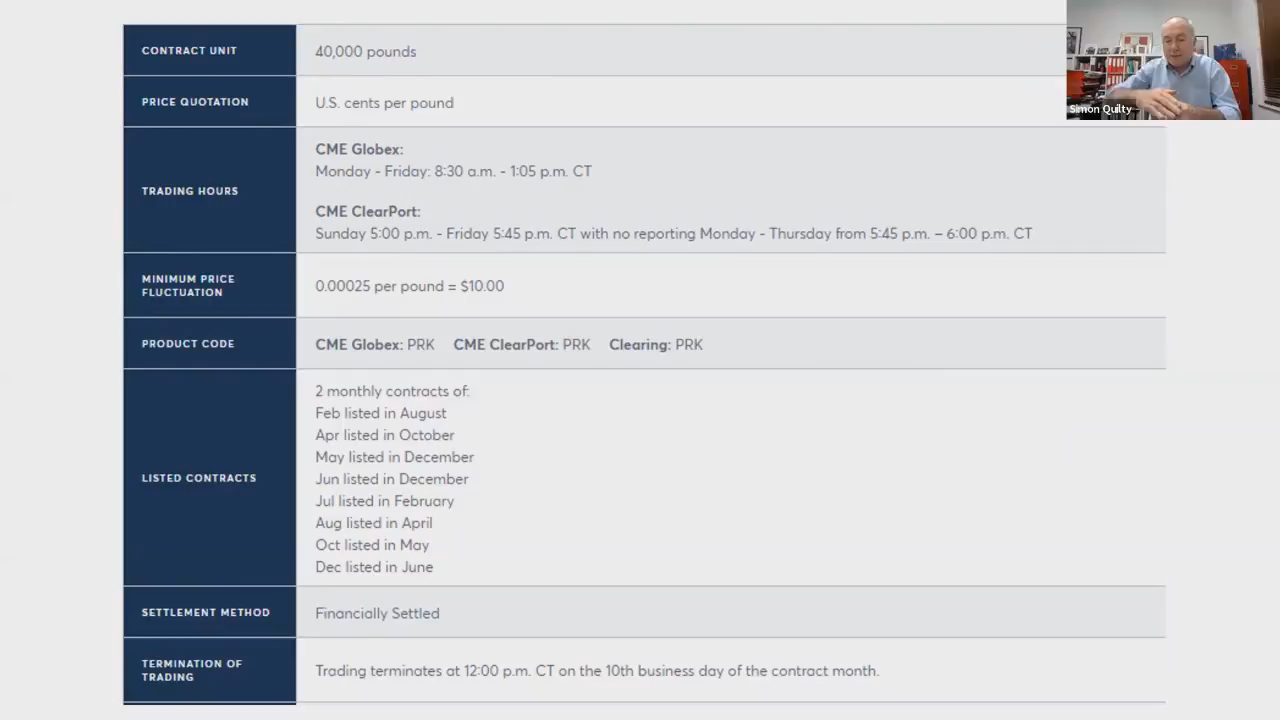 CONTRACT UNIT
40,000 pounds
PRICE QUOTATION
U.S. cents per pound
TRADING HOURS
CME Globex:
Monday - Friday: 8:30 a.m. - 1:05 p.m. CT
CME ClearPort:
Sunday 5:00 p.m. - Friday 5:45 p.m. CT with no reporting Monday - Thursday from 5:45 p.m. – 6:00 p.m. CT
MINIMUM PRICE
FLUCTUATION
0.00025 per pound = $10.00
PRODUCT CODE
CME Globex: PRK CME ClearPort: PRK Clearing: PRK
LISTED CONTRACTS
2 monthly contracts of:
Feb listed in August
Apr listed in October
May listed in December
Jun listed in December
Jul listed in February
Aug listed in April
Oct listed in May
Dec listed in June
SETTLEMENT METHOD
Financially Settled
TERMINATION OF
TRADING
Trading terminates at 12:00 p.m. CT on the 10th business day of the contract month.
Simon Quilty